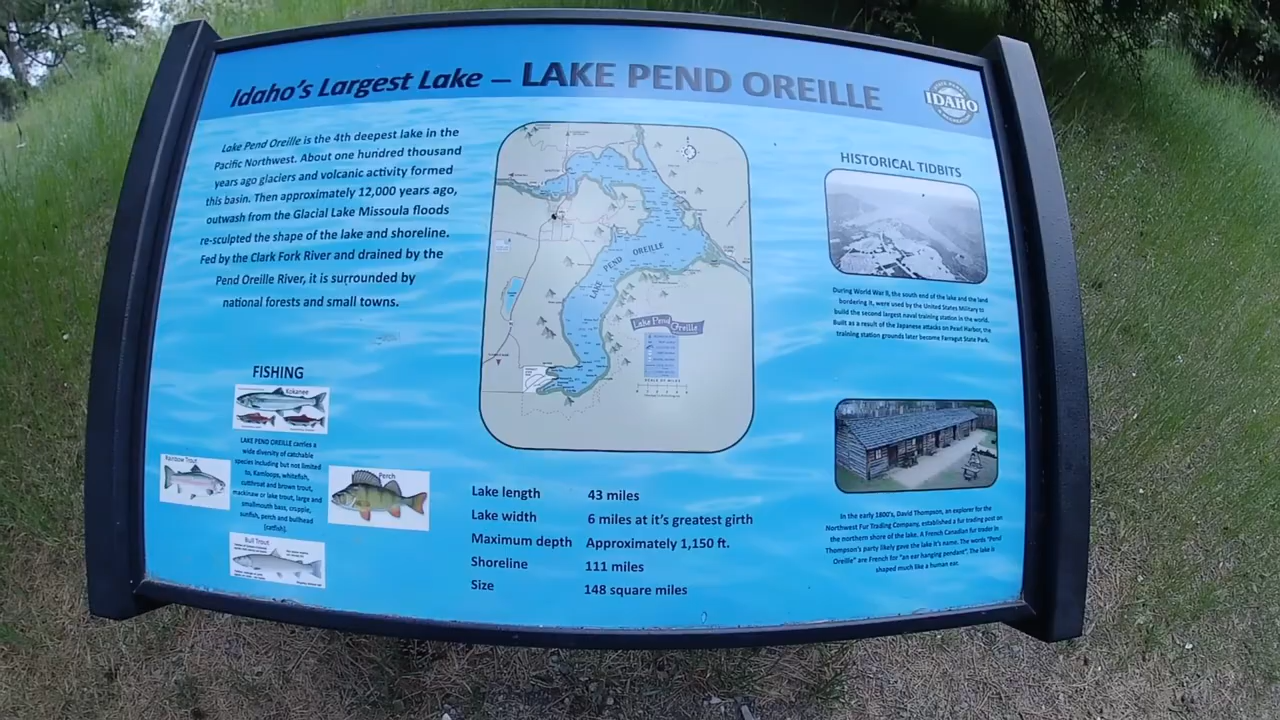 Idaho's Largest Lake – LAKE PEND OREILLE
IDAHO
Lake Pend Oreille is the 4th deepest lake in the
Pacific Northwest. About one hundred thousand
years ago glaciers and volcanic activity formed
this basin. Then approximately 12,000 years ago,
outwash from the Glacial Lake Missoula floods
re-sculpted the shape of the lake and shoreline.
Fed by the Clark Fork River and drained by the
Pend Oreille River, it is surrounded by
national forests and small towns.
FISHING
Kokanee
LAKE PEND OREILLE carries a
wide diversity of catchable
species including but not limited
to, Kamloops, whitefish,
cutthroat and brown trout,
mackinaw or lake trout, large and
smallmouth bass, crappie,
sunfish, perch and bullhead
(catfish).
Rainbow Trout
Perch
Bull Trout
LAKE PEND OREILLE
Lake Pend Oreille
SCALE OF MILES
Lake length 43 miles
Lake width 6 miles at it's greatest girth
Maximum depth Approximately 1,150 ft.
Shoreline 111 miles
Size 148 square miles
HISTORICAL TIDBITS
During World War II, the south end of the lake and the land
bordering it, were used by the United States Military to
build the second largest naval training station in the world.
Built as a result of the Japanese attacks on Pearl Harbor, the
training station grounds later become Farragut State Park.
In the early 1800's, David Thompson, an explorer for the
Northwest Fur Trading Company, established a fur trading post on
the northern shore of the lake. A French Canadian fur trader in
Thompson's party likely gave the lake it's name. The words "Pend
Oreille" are French for "an ear hanging pendant". The lake is
shaped much like a human ear.